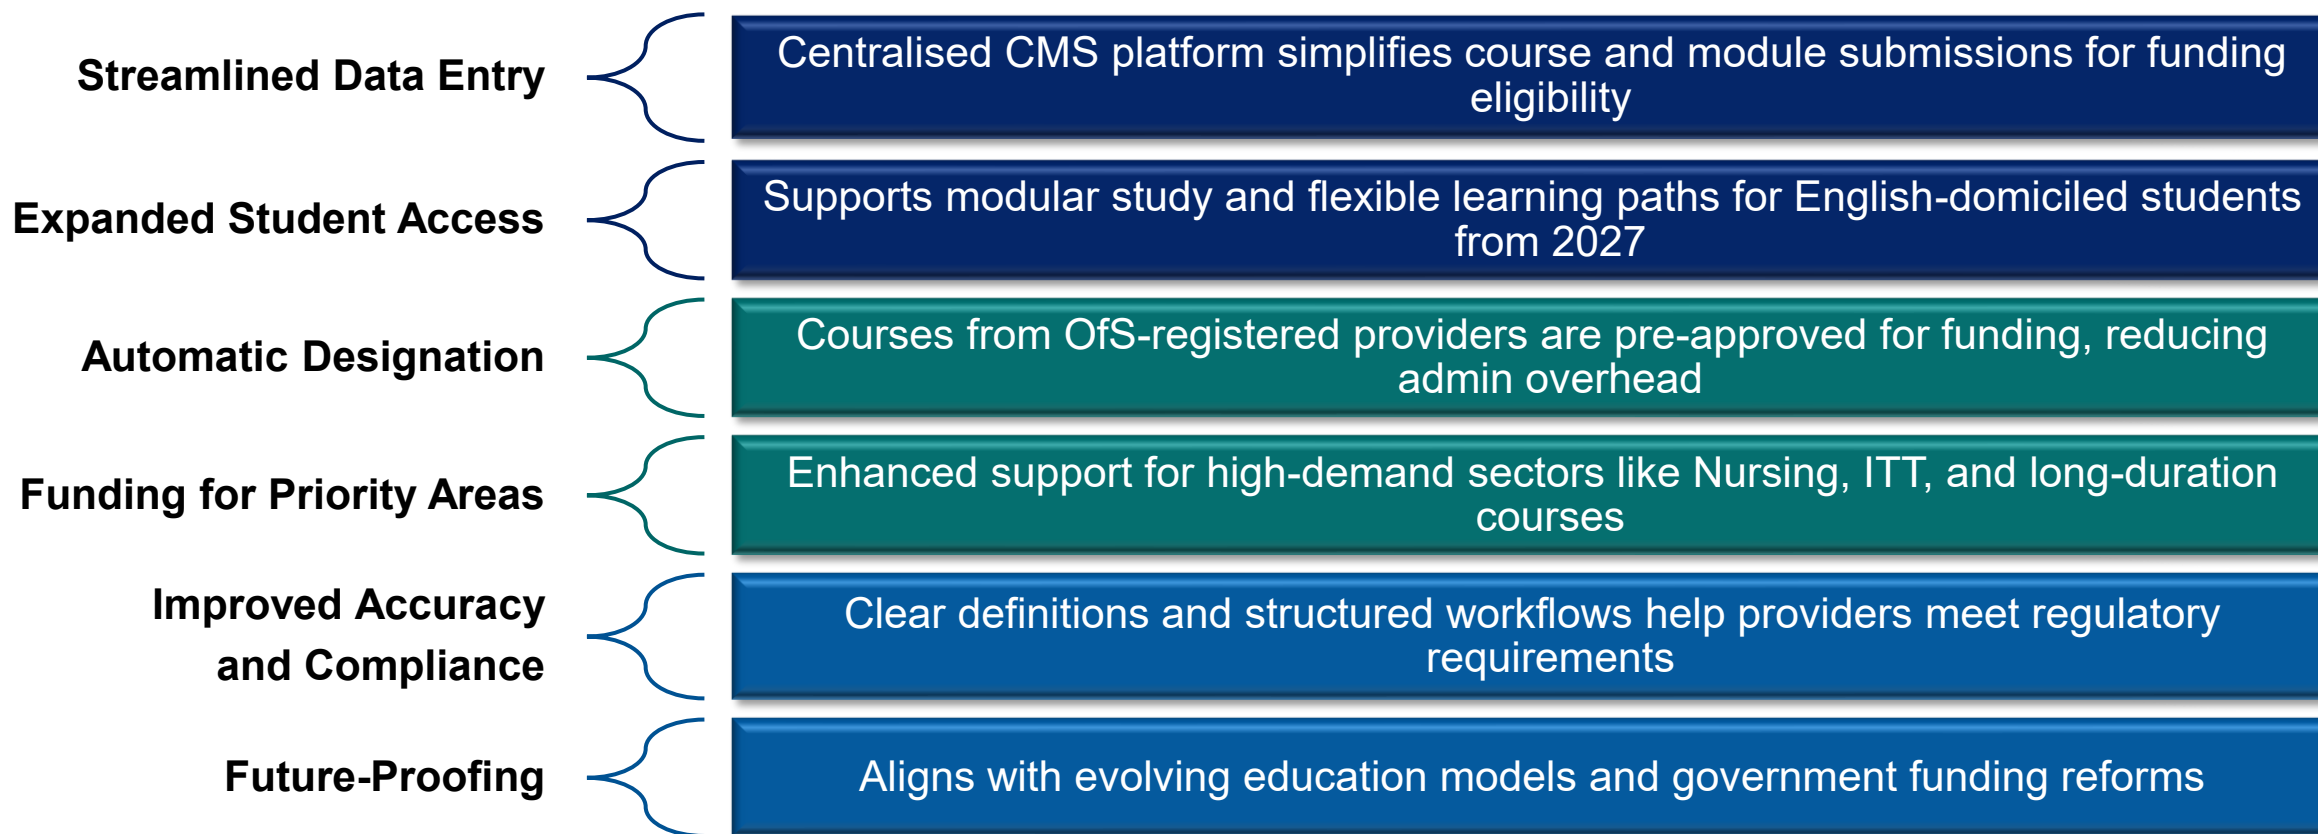 Streamlined Data Entry
Centralised CMS platform simplifies course and module submissions for funding
eligibility
Expanded Student Access
Supports modular study and flexible learning paths for English-domiciled students
from 2027
Automatic Designation
Courses from OfS-registered providers are pre-approved for funding, reducing
admin overhead
Funding for Priority Areas
Enhanced support for high-demand sectors like Nursing, ITT, and long-duration
courses
Improved Accuracy
and Compliance
Clear definitions and structured workflows help providers meet regulatory
requirements
Future-Proofing
Aligns with evolving education models and government funding reforms